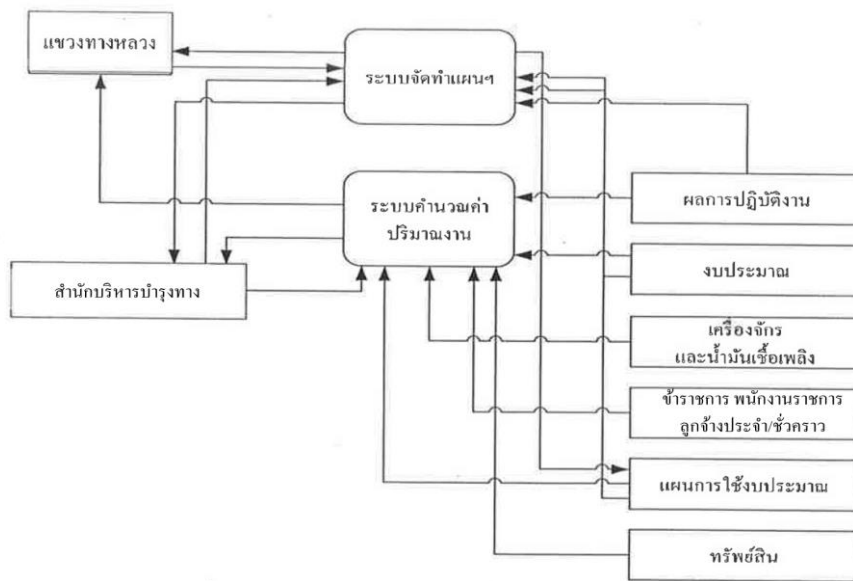 แขวงทางหลวง
ระบบจัดทำแผนฯ
ระบบคำนวณค่า
ปริมาณงาน
สำนักบริหารบำรุงทาง
ผลการปฏิบัติงาน
งบประมาณ
เครื่องจักร
และน้ำมันเชื้อเพลิง
ข้าราชการ พนักงานราชการ
ลูกจ้างประจำ/ชั่วคราว
แผนการใช้งบประมาณ
ทรัพย์สิน